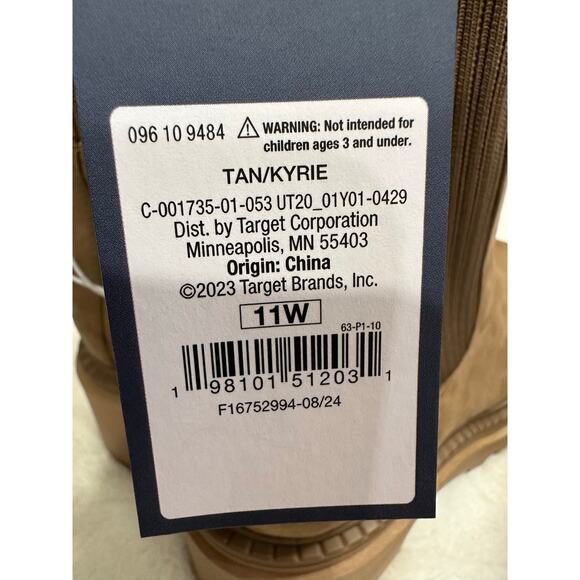 096 10 9484 ⚠ WARNING: Not intended for
children ages 3 and under.
TAN/KYRIE
C-001735-01-053 UT20_01Y01-0429
Dist. by Target Corporation
Minneapolis, MN 55403
Origin: China
©2023 Target Brands, Inc.
11W
63-P1-10
1 98101 51203 1
F16752994-08/24